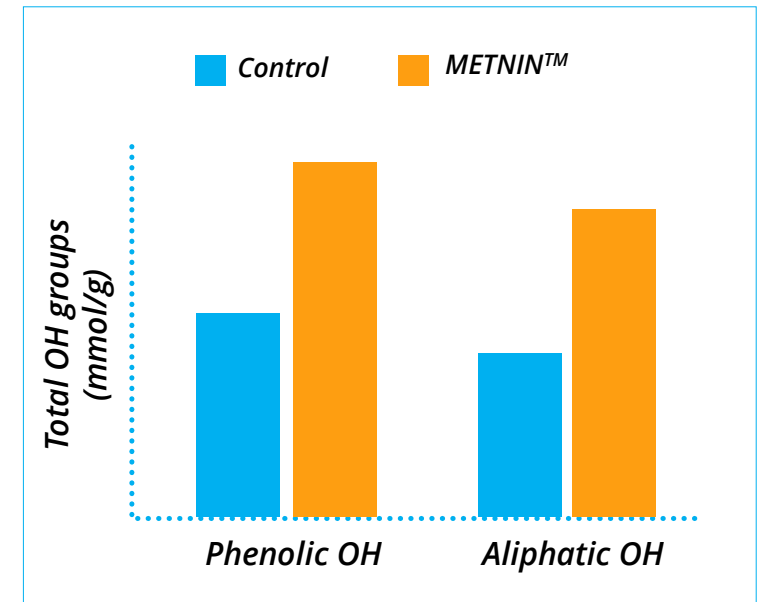 Control
METNIN™
Total OH groups
(mmol/g)
Phenolic OH
Aliphatic OH